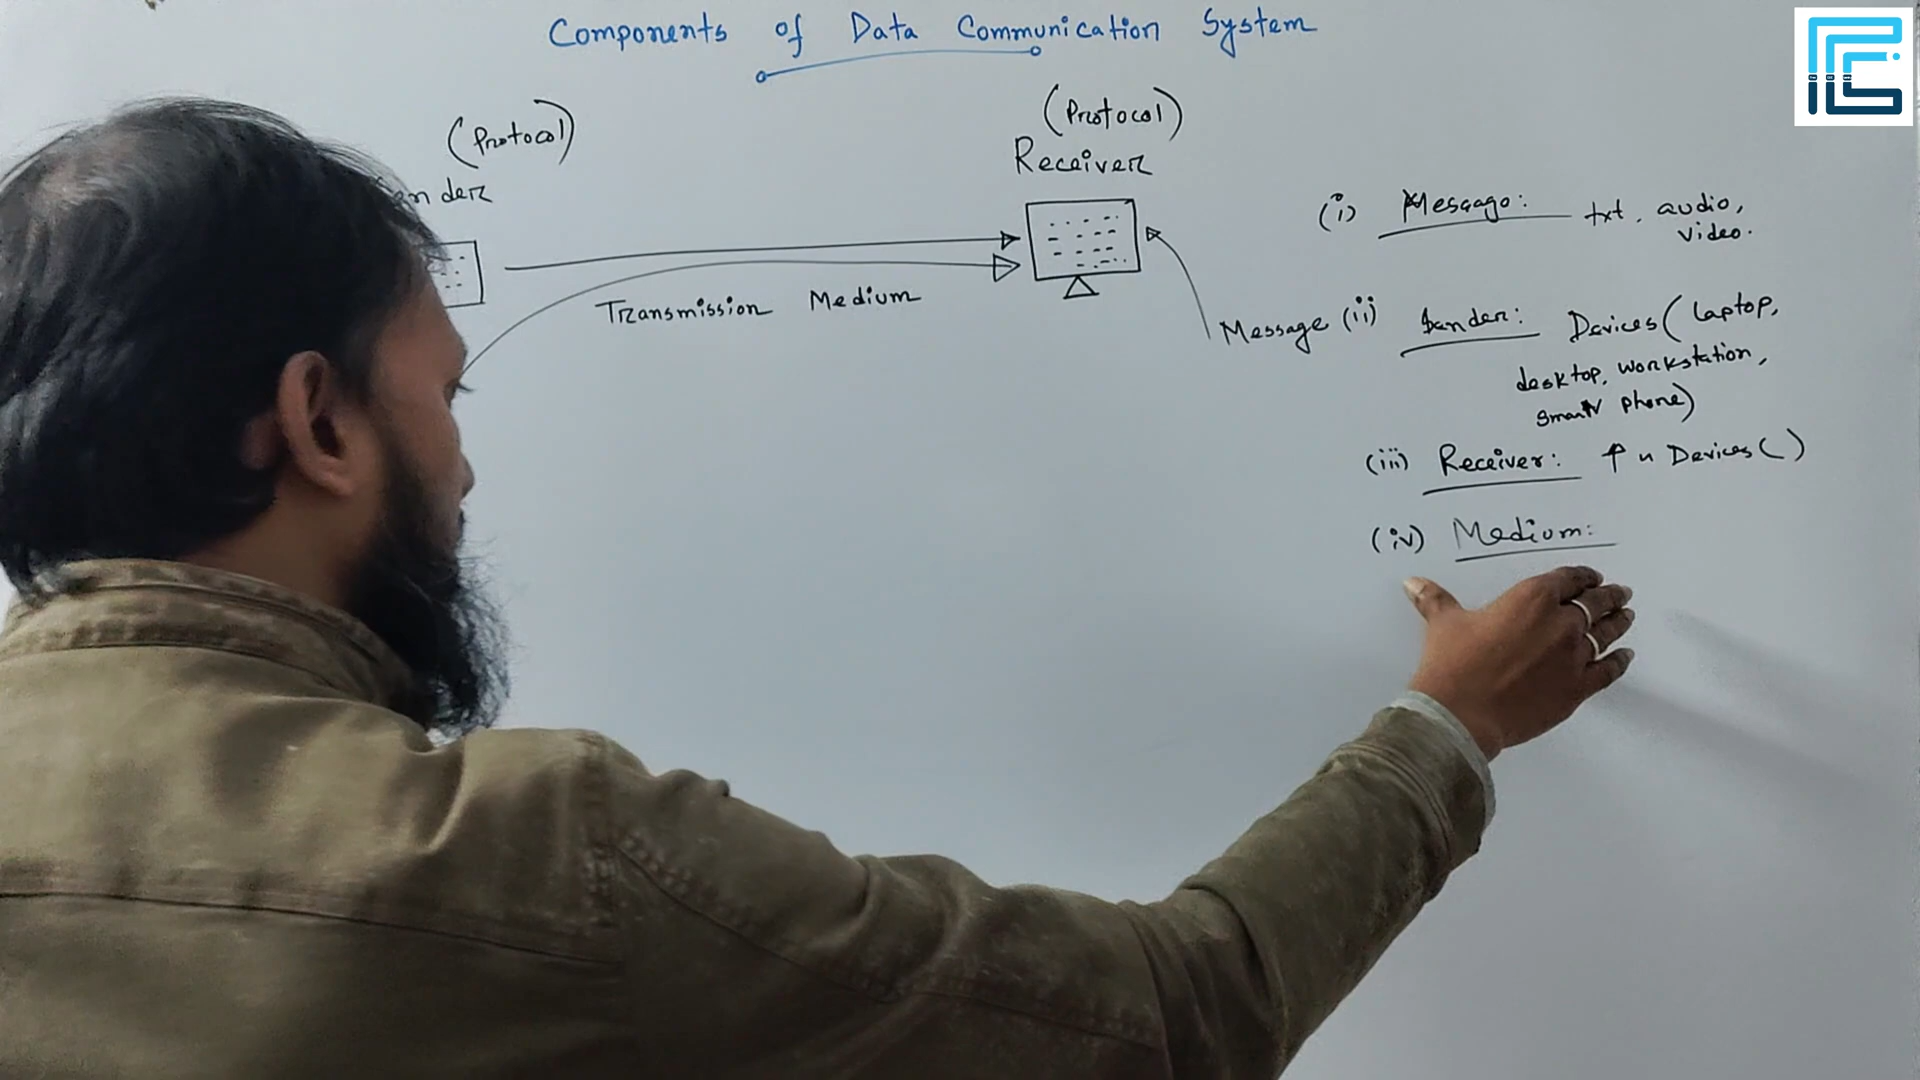 Components of Data Communication System
(Protocol)
ender
(Protocol)
Receiver
Transmission Medium
Message
(i) Message: txt, audio,
video.
(ii) Sender: Devices (laptop,
desktop, workstation,
smart phone)
(iii) Receiver: Devices ( )
(iv) Medium: